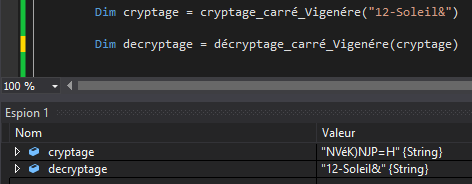 Dim cryptage = cryptage_carré_Vigenére("12-Soleil&")
Dim decryptage = décryptage_carré_Vigenére(cryptage)
100 %
Espion 1
Nom Valeur
cryptage "NVéK)NJP=H" {String}
decryptage "12-Soleil&" {String}